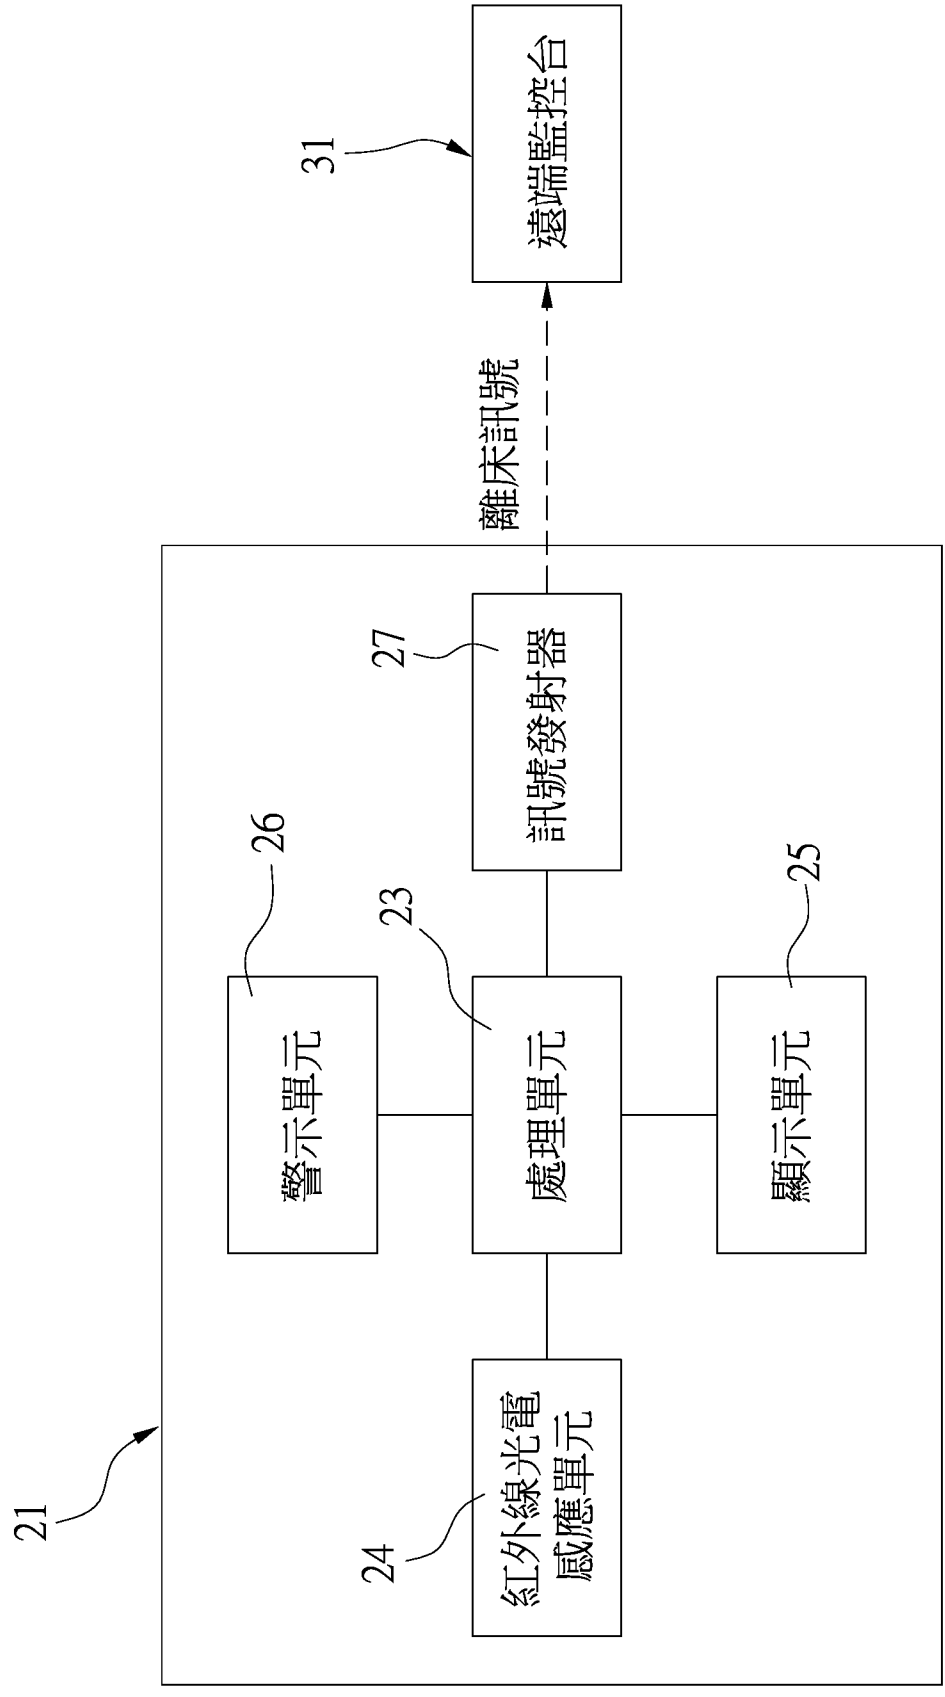 21
26
警示單元
24
紅外線光電
感應單元
23
處理單元
27
訊號發射器
離床訊號
31
遠端監控台
25
顯示單元